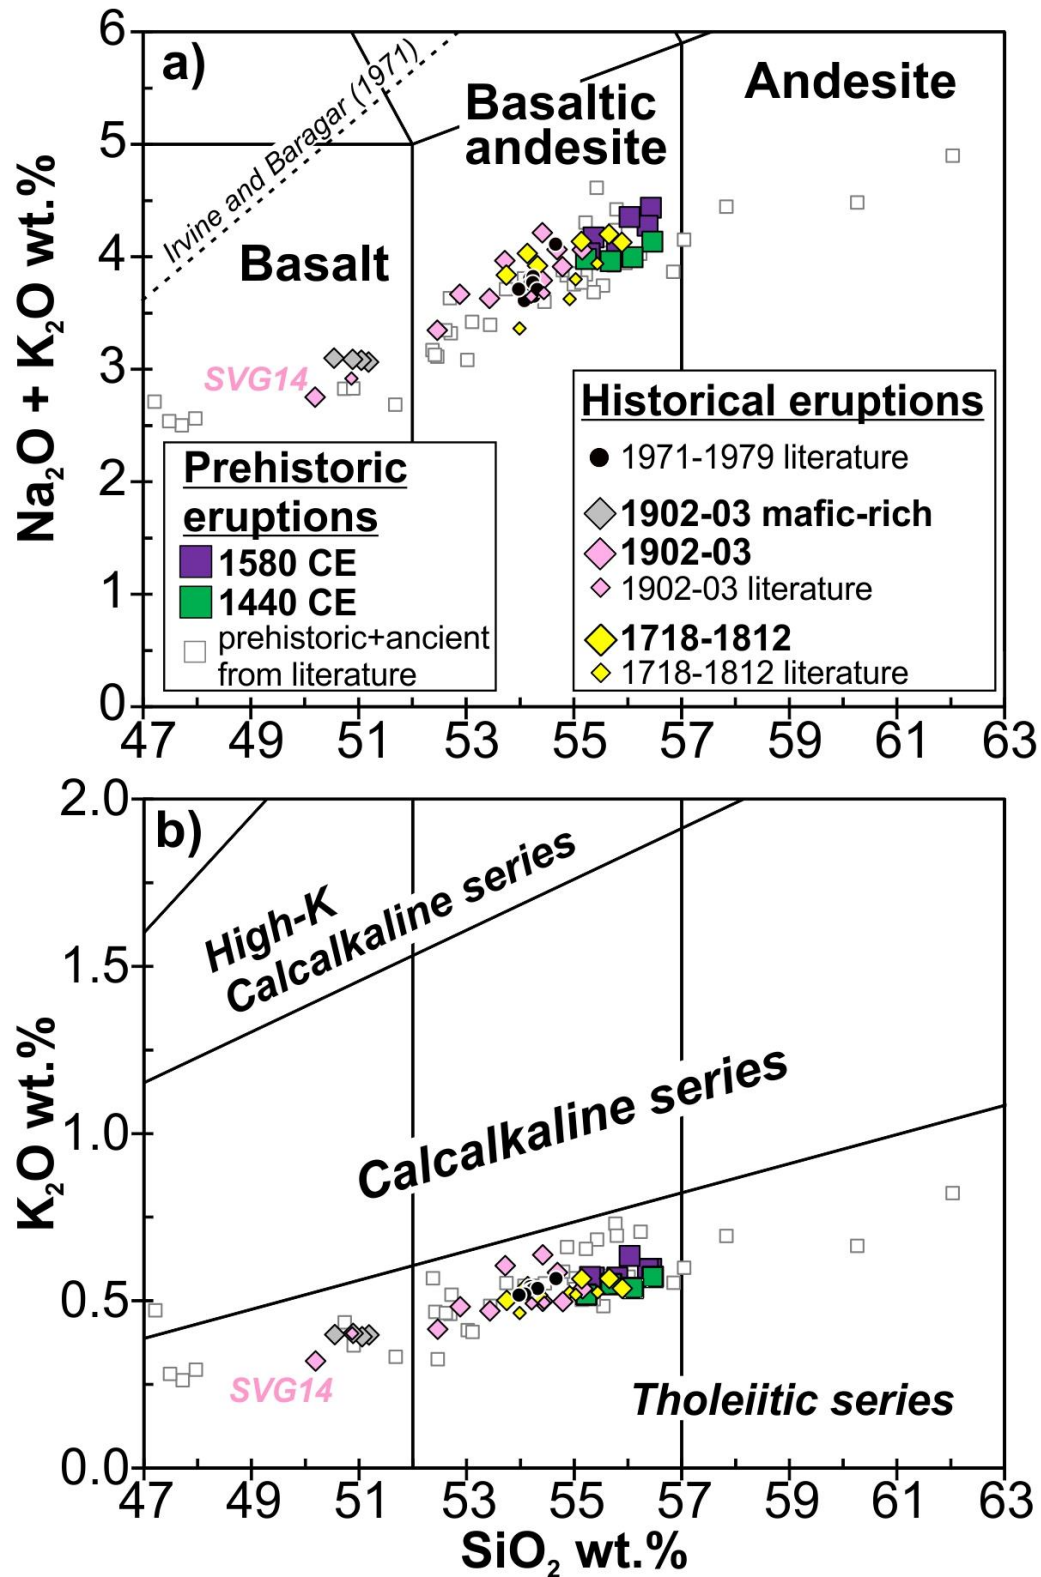 a)
Irvine and Baragar (1971)
Basalt
Basaltic
andesite
Andesite
SVG14
Na2O + K2O wt.%
6
5
4
3
2
1
0
Prehistoric
eruptions
1580 CE
1440 CE
prehistoric+ancient
from literature
Historical eruptions
1971-1979 literature
1902-03 mafic-rich
1902-03
1902-03 literature
1718-1812
1718-1812 literature
47 49 51 53 55 57 59 61 63
b)
High-K
Calcalkaline series
Calcalkaline series
Tholeiitic series
SVG14
K2O wt.%
2.0
1.5
1.0
0.5
0.0
47 49 51 53 55 57 59 61 63
SiO2 wt.%